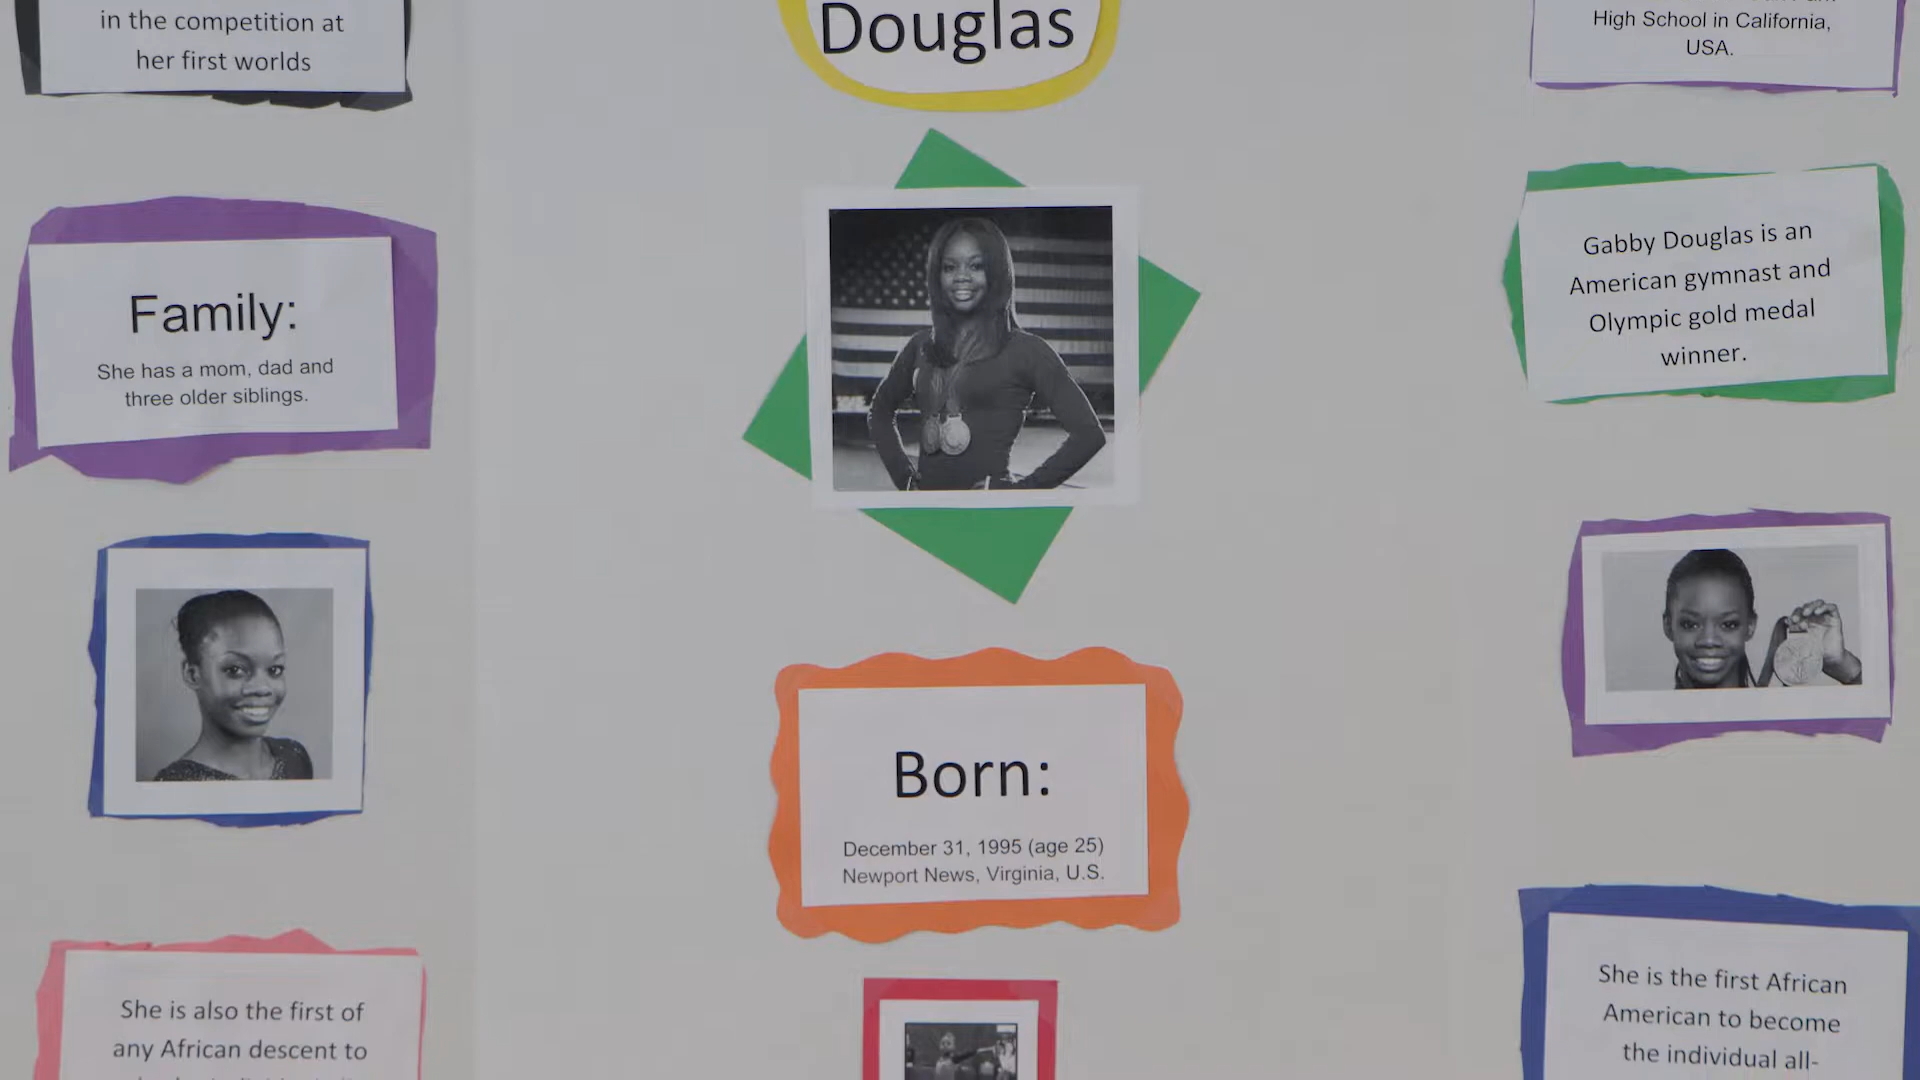 in the competition at
her first worlds
Family:
She has a mom, dad and
three older siblings.
She is also the first of
any African descent to
Douglas
Born:
December 31, 1995 (age 25)
Newport News, Virginia, U.S.
High School in California,
USA.
Gabby Douglas is an
American gymnast and
Olympic gold medal
winner.
She is the first African
American to become
the individual all-